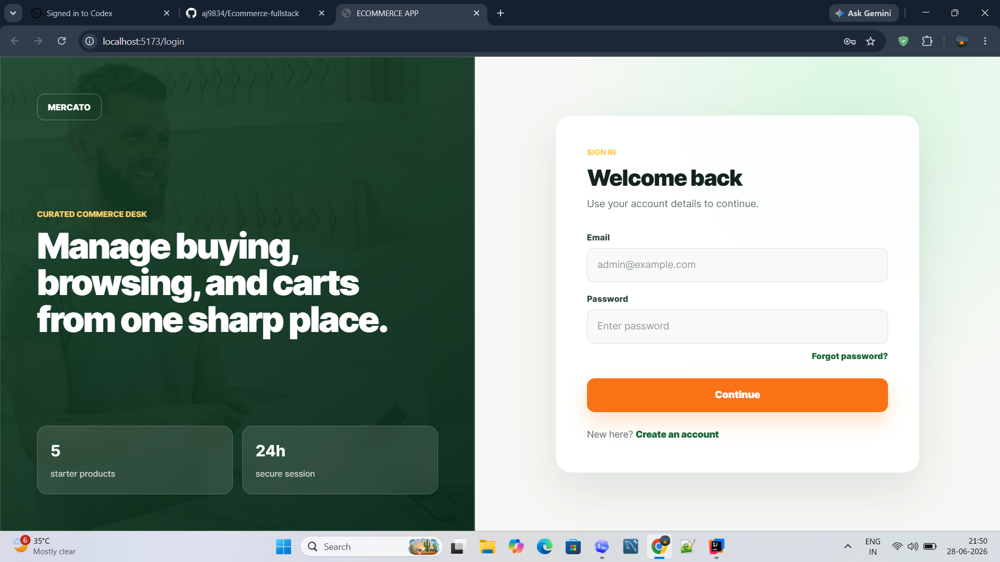 Signed in to Codex
aj9834/Ecommerce-fullstack
ECOMMERCE APP
Ask Gemini
localhost:5173/login
MERCATO
CURATED COMMERCE DESK
Manage buying,
browsing, and carts
from one sharp place.
5
starter products
24h
secure session
SIGN IN
Welcome back
Use your account details to continue.
Email
admin@example.com
Password
Enter password
Forgot password?
Continue
New here? Create an account
6
35°C
Mostly clear
Search
IJ
ENG
IN
21:50
28-06-2026